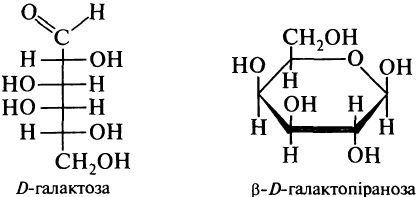 O H
H OH
HO H
HO H
H OH
CH₂OH
D-галактоза
CH₂OH
HO O OH
H
OH H
H H
H OH
β-D-галактопіраноза